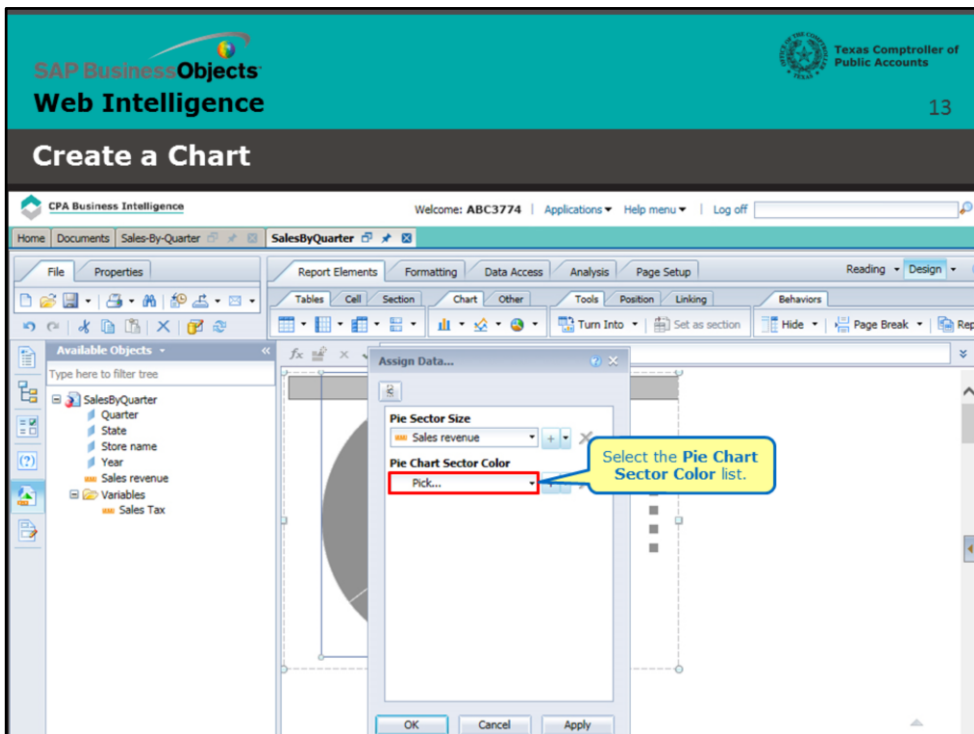 SAP BusinessObjects
Web Intelligence
Texas Comptroller of
Public Accounts
13
Create a Chart
CPA Business Intelligence
Welcome: ABC3774 | Applications Help menu | Log off
Home Documents Sales-By-Quarter SalesByQuarter
File Properties
Report Elements Formatting Data Access Analysis Page Setup
Reading Design
Tables Cell Section Chart Other Tools Position Linking Behaviors
Turn Into Set as section Hide Page Break Rep
Available Objects
Type here to filter tree
SalesByQuarter
Quarter
State
Store name
Year
Sales revenue
Variables
Sales Tax
Assign Data...
Pie Sector Size
Sales revenue
Pie Chart Sector Color
Pick...
Select the Pie Chart
Sector Color list.
OK Cancel Apply